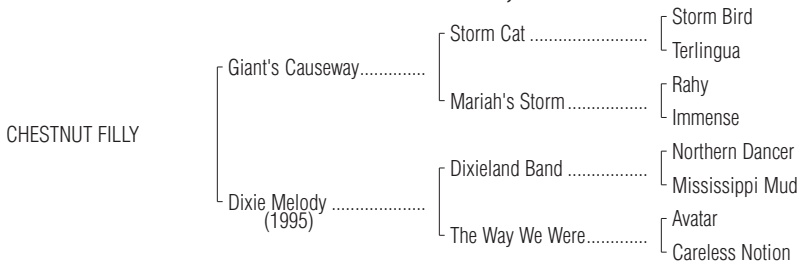 Storm Bird
Storm Cat ........................
Terlingua
Giant's Causeway..............
Rahy
Mariah's Storm.................
Immense
CHESTNUT FILLY
Northern Dancer
Dixieland Band .................
Mississippi Mud
Dixie Melody ....................
(1995)
Avatar
The Way We Were.............
Careless Notion